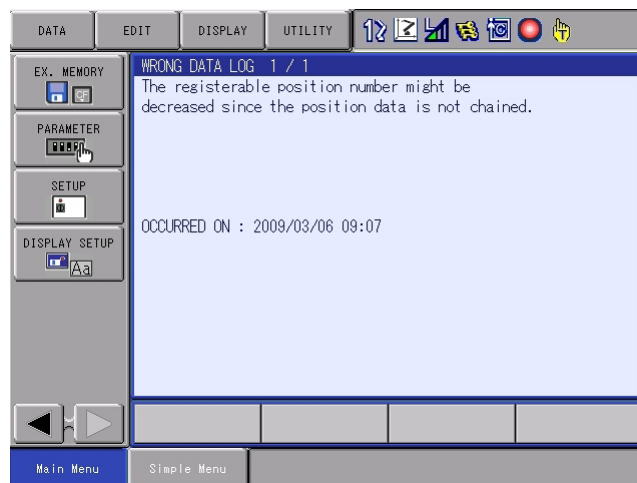 DATA
EDIT
DISPLAY
UTILITY
EX. MEMORY
CF
PARAMETER
SETUP
DISPLAY SETUP
Aa
WRONG DATA LOG 1 / 1
The registerable position number might be
decreased since the position data is not chained.
OCCURRED ON : 2009/03/06 09:07
Main Menu
Simple Menu